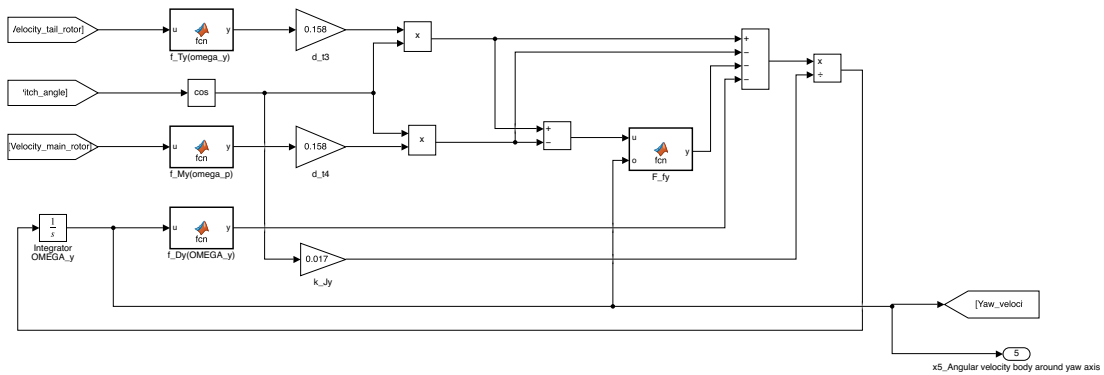 /elocity_tail_rotor]
u
y
fcn
f_Ty(omega_y)
0.158
d_t3
x
+
−
−
−
x
÷
itch_angle]
cos
[Velocity_main_rotor]
u
y
fcn
f_My(omega_p)
0.158
d_t4
x
+
−
u
o
y
fcn
F_fy
1
s
Integrator
OMEGA_y
u
y
fcn
f_Dy(OMEGA_y)
0.017
k_Jy
[Yaw_veloci
5
x5_Angular velocity body around yaw axis